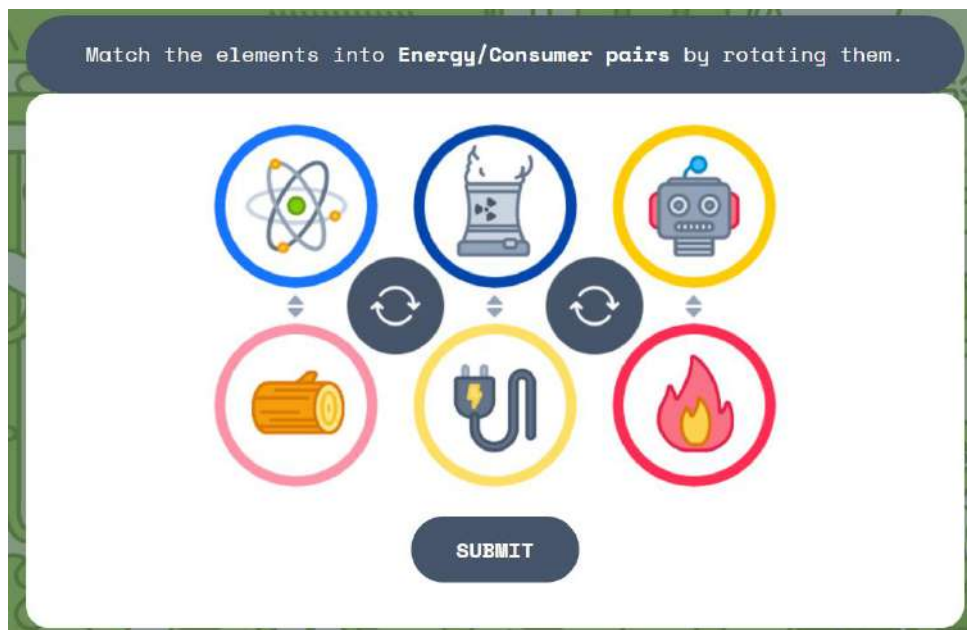 Match the elements into Energy/Consumer pairs by rotating them.
SUBMIT